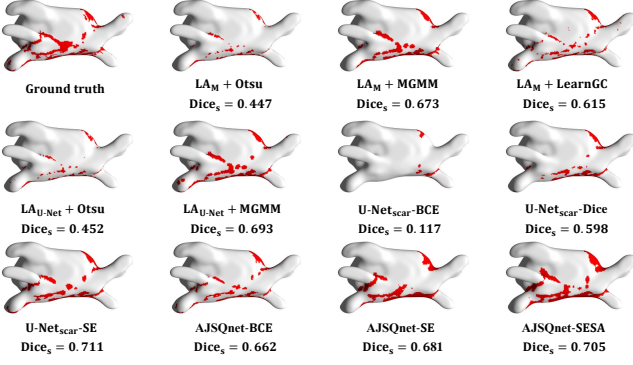 Ground truth
LA_M + Otsu
Dice_s = 0.447
LA_M + MGMM
Dice_s = 0.673
LA_M + LearnGC
Dice_s = 0.615
LA_U-Net + Otsu
Dice_s = 0.452
LA_U-Net + MGMM
Dice_s = 0.693
U-Net_scar-BCE
Dice_s = 0.117
U-Net_scar-Dice
Dice_s = 0.598
U-Net_scar-SE
Dice_s = 0.711
AJSQnet-BCE
Dice_s = 0.662
AJSQnet-SE
Dice_s = 0.681
AJSQnet-SESA
Dice_s = 0.705